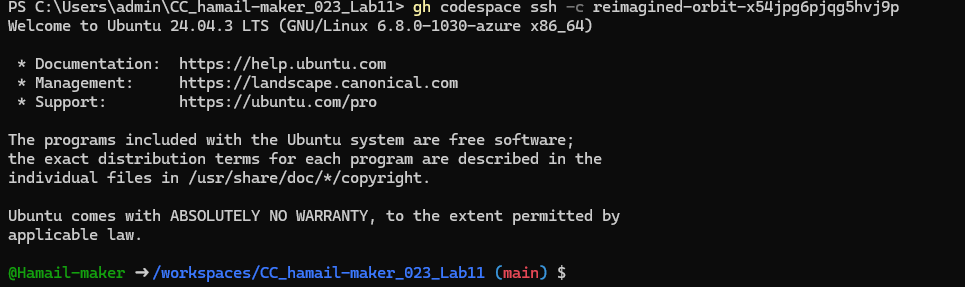 PS C:\Users\admin\CC_hamail-maker_023_Lab11> gh codespace ssh -c reimagined-orbit-x54jpg6pjqg5hvj9p
Welcome to Ubuntu 24.04.3 LTS (GNU/Linux 6.8.0-1030-azure x86_64)

 * Documentation:  https://help.ubuntu.com
 * Management:     https://landscape.canonical.com
 * Support:        https://ubuntu.com/pro

The programs included with the Ubuntu system are free software;
the exact distribution terms for each program are described in the
individual files in /usr/share/doc/*/copyright.

Ubuntu comes with ABSOLUTELY NO WARRANTY, to the extent permitted by
applicable law.

@Hamail-maker ➜ /workspaces/CC_hamail-maker_023_Lab11 (main) $